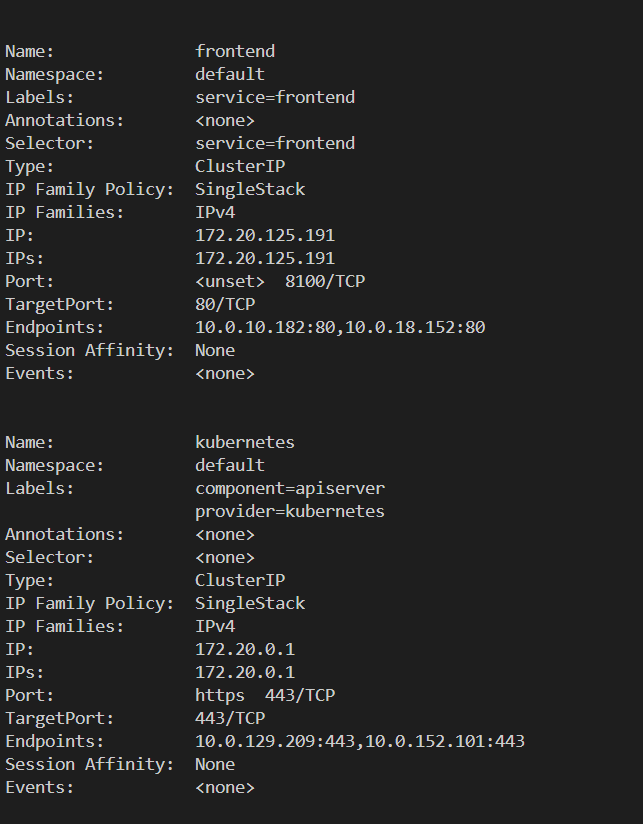 Name:              frontend
Namespace:         default
Labels:            service=frontend
Annotations:       <none>
Selector:          service=frontend
Type:              ClusterIP
IP Family Policy:  SingleStack
IP Families:       IPv4
IP:                172.20.125.191
IPs:               172.20.125.191
Port:              <unset>  8100/TCP
TargetPort:        80/TCP
Endpoints:         10.0.10.182:80,10.0.18.152:80
Session Affinity:  None
Events:            <none>
Name:              kubernetes
Namespace:         default
Labels:            component=apiserver
                   provider=kubernetes
Annotations:       <none>
Selector:          <none>
Type:              ClusterIP
IP Family Policy:  SingleStack
IP Families:       IPv4
IP:                172.20.0.1
IPs:               172.20.0.1
Port:              https  443/TCP
TargetPort:        443/TCP
Endpoints:         10.0.129.209:443,10.0.152.101:443
Session Affinity:  None
Events:            <none>